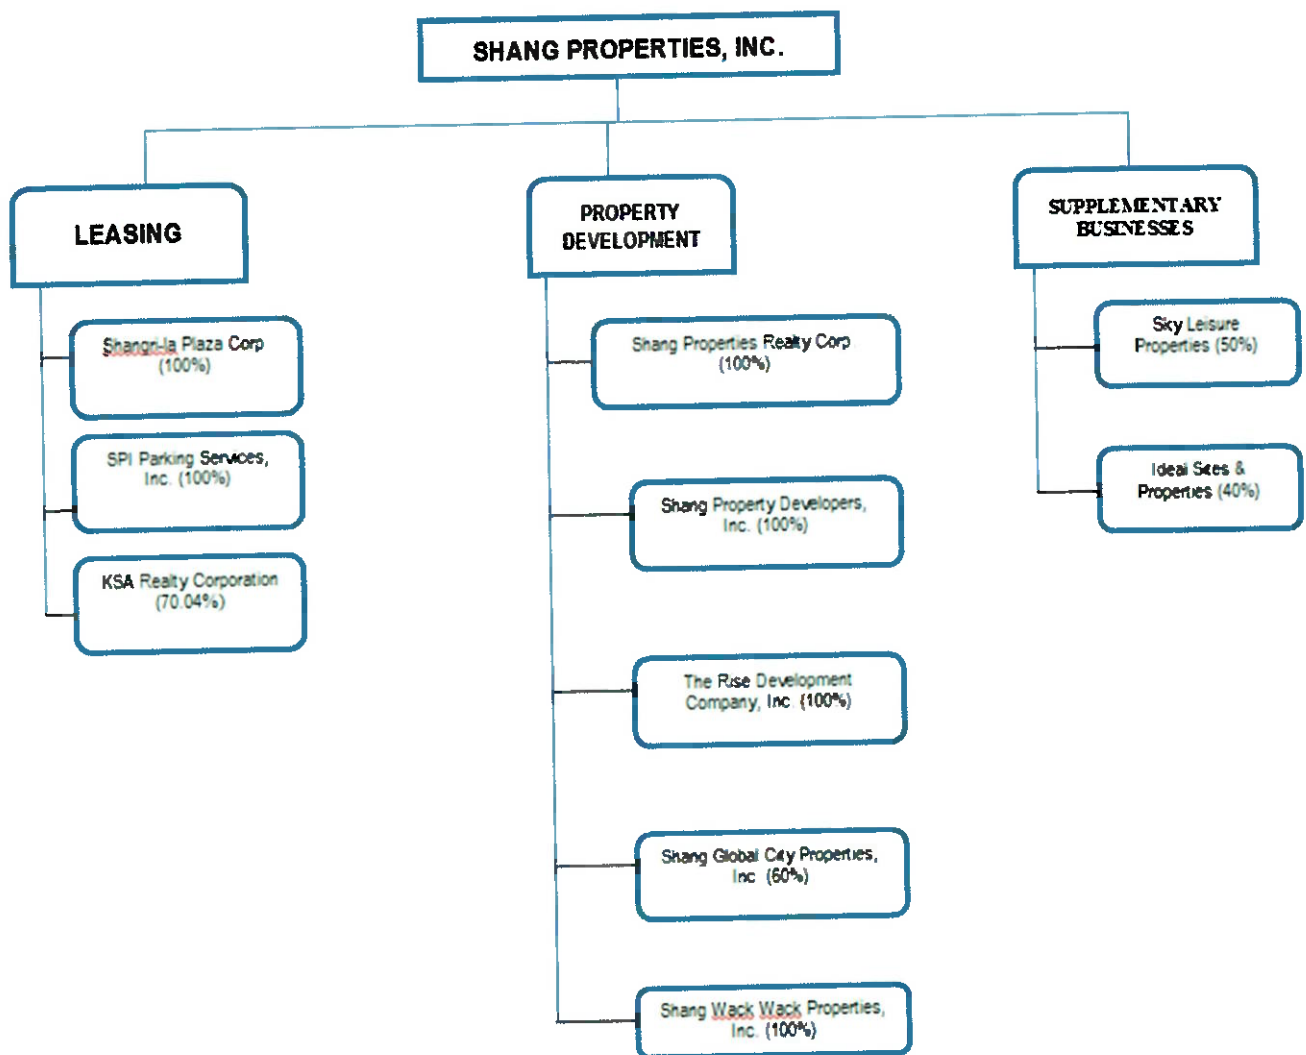 SHANG PROPERTIES, INC.
LEASING
Shangri-la Plaza Corp
(100%)
SPI Parking Services,
Inc. (100%)
KSA Realty Corporation
(70.04%)
PROPERTY
DEVELOPMENT
Shang Properties Realty Corp
(100%)
Shang Property Developers,
Inc. (100%)
The Rise Development
Company, Inc. (100%)
Shang Global City Properties,
Inc (60%)
Shang Wack Wack Properties,
Inc. (100%)
SUPPLEMENTARY
BUSINESSES
Sky Leisure
Properties (50%)
Ideal Sites &
Properties (40%)